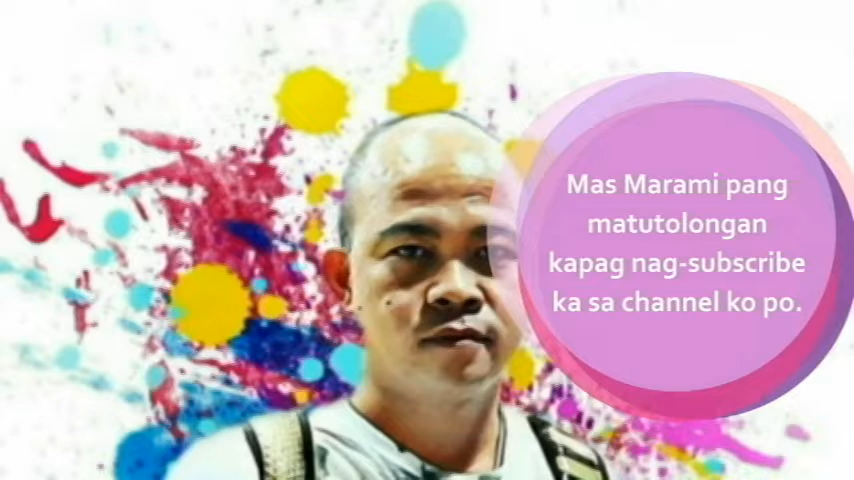 Mas Marami pang
matutolongan
kapag nag-subscribe
ka sa channel ko po.